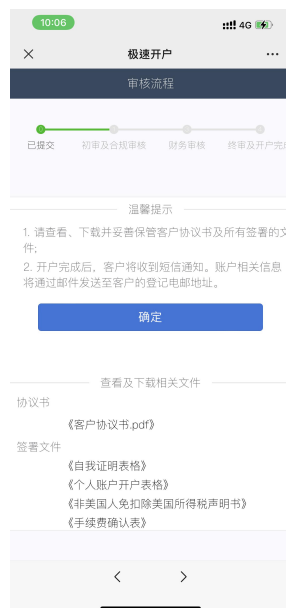 10:06
4G
极速开户
审核流程
已提交 初审及合规审核 财务审核 终审及开户完
温馨提示
1. 请查看、下载并妥善保管客户协议书及所有签署的文
件;
2. 开户完成后，客户将收到短信通知。账户相关信息
将通过邮件发送至客户的登记电邮地址。
确定
查看及下载相关文件
协议书
《客户协议书.pdf》
签署文件
《自我证明表格》
《个人账户开户表格》
《非美国人免扣除美国所得税声明书》
《手续费确认表》